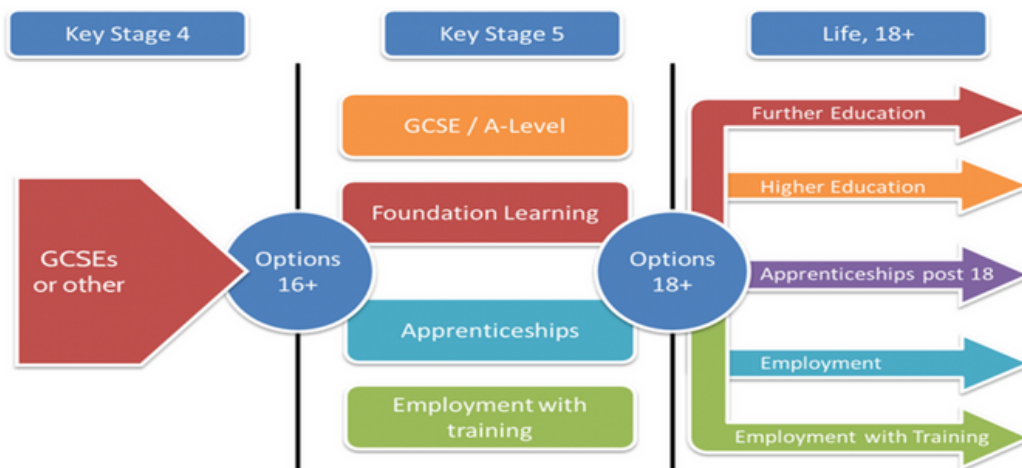 Key Stage 4
Key Stage 5
Life, 18+
GCSEs
or other
Options
16+
GCSE / A-Level
Foundation Learning
Apprenticeships
Employment with
training
Options
18+
Further Education
Higher Education
Apprenticeships post 18
Employment
Employment with Training